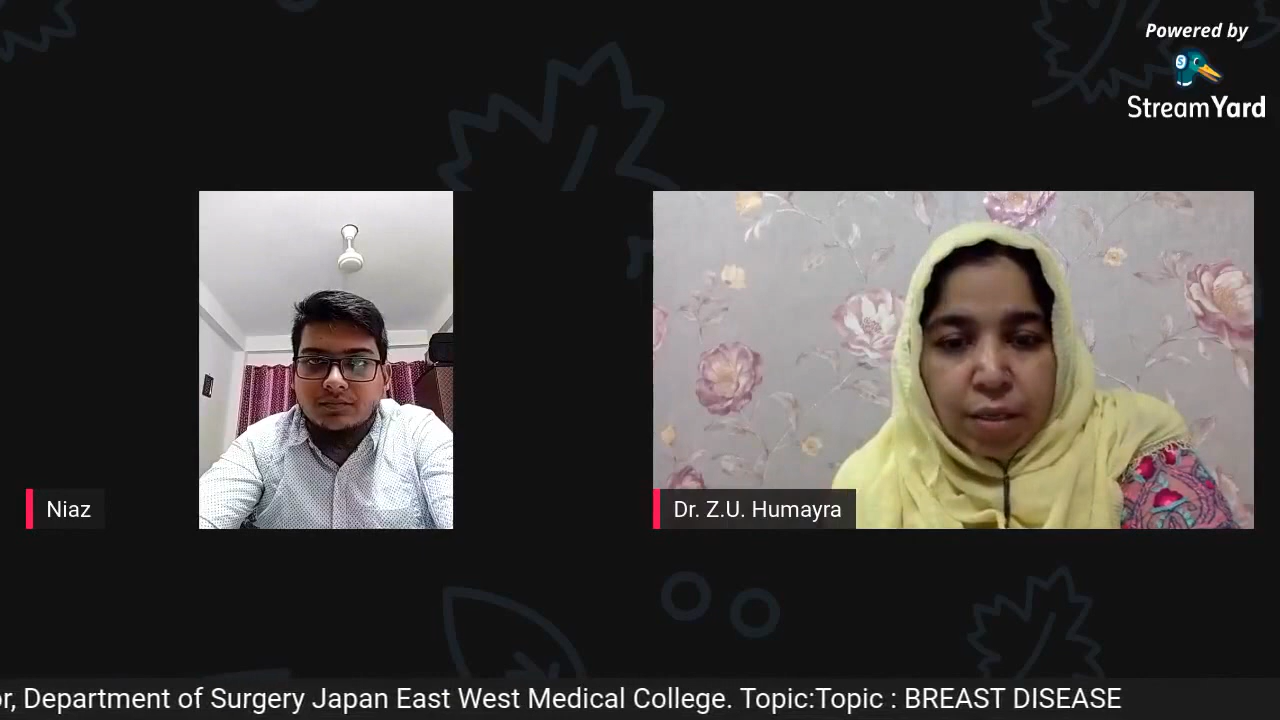 Powered by
StreamYard
Niaz
Dr. Z.U. Humayra
or, Department of Surgery Japan East West Medical College. Topic:Topic : BREAST DISEASE